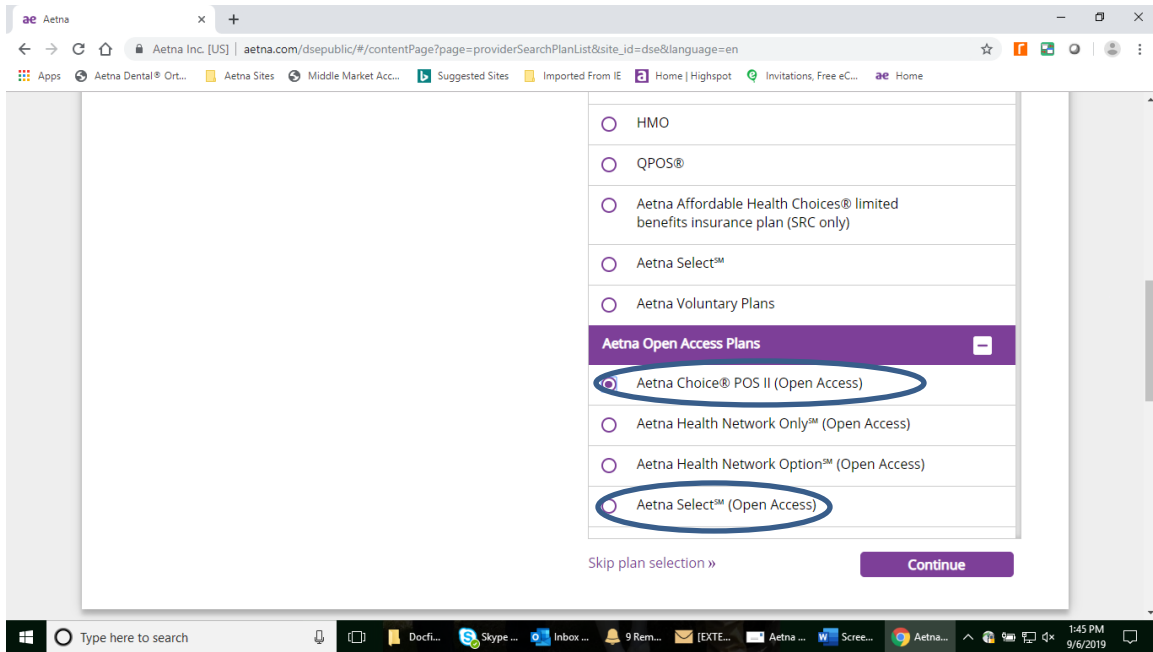 ae Aetna
Aetna Inc. [US] | aetna.com/dsepublic/#/contentPage?page=providerSearchPlanList&site_id=dse&language=en
Apps Aetna Dental® Ort... Aetna Sites Middle Market Acc... Suggested Sites Imported From IE Home | Highspot Invitations, Free eC... ae Home
HMO
QPOS®
Aetna Affordable Health Choices® limited
benefits insurance plan (SRC only)
Aetna Select℠
Aetna Voluntary Plans
Aetna Open Access Plans
Aetna Choice® POS II (Open Access)
Aetna Health Network Only℠ (Open Access)
Aetna Health Network Option℠ (Open Access)
Aetna Select℠ (Open Access)
Skip plan selection »
Continue
Type here to search Docfi... Skype ... Inbox ... 9 Rem... [EXTE... Aetna ... Scree... Aetna... 1:45 PM
9/6/2019